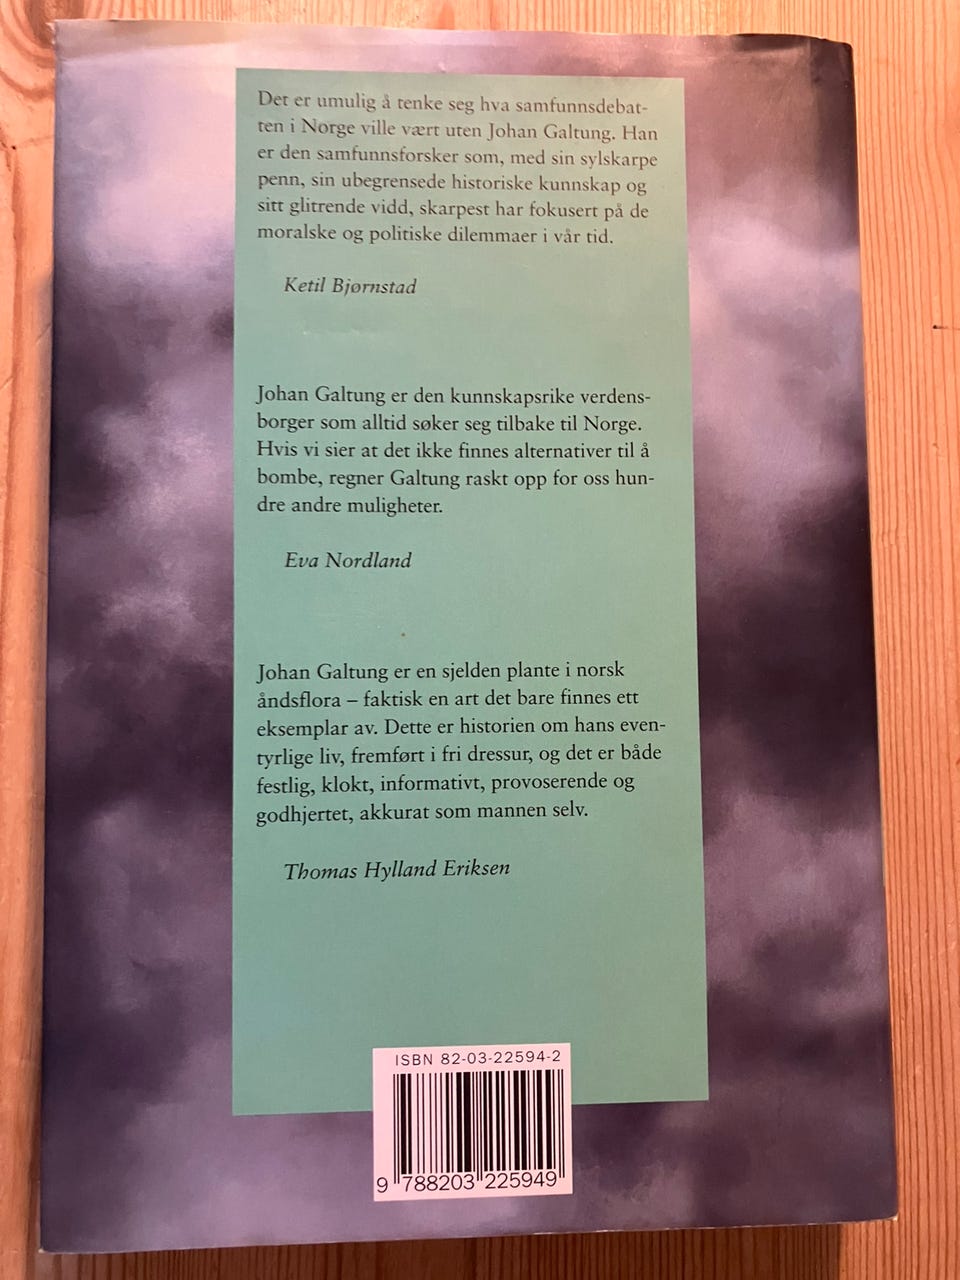 Det er umulig å tenke seg hva samfunnsdebat-
ten i Norge ville vært uten Johan Galtung. Han
er den samfunnsforsker som, med sin sylskarpe
penn, sin ubegrensede historiske kunnskap og
sitt glitrende vidd, skarpest har fokusert på de
moralske og politiske dilemmaer i vår tid.
Ketil Bjørnstad
Johan Galtung er den kunnskapsrike verdens-
borger som alltid søker seg tilbake til Norge.
Hvis vi sier at det ikke finnes alternativer til å
bombe, regner Galtung raskt opp for oss hun-
dre andre muligheter.
Eva Nordland
Johan Galtung er en sjelden plante i norsk
åndsflora – faktisk en art det bare finnes ett
eksemplar av. Dette er historien om hans even-
tyrlige liv, fremført i fri dressur, og det er både
festlig, klokt, informativt, provoserende og
godhjertet, akkurat som mannen selv.
Thomas Hylland Eriksen
ISBN 82-03-22594-2
9 788203 225949